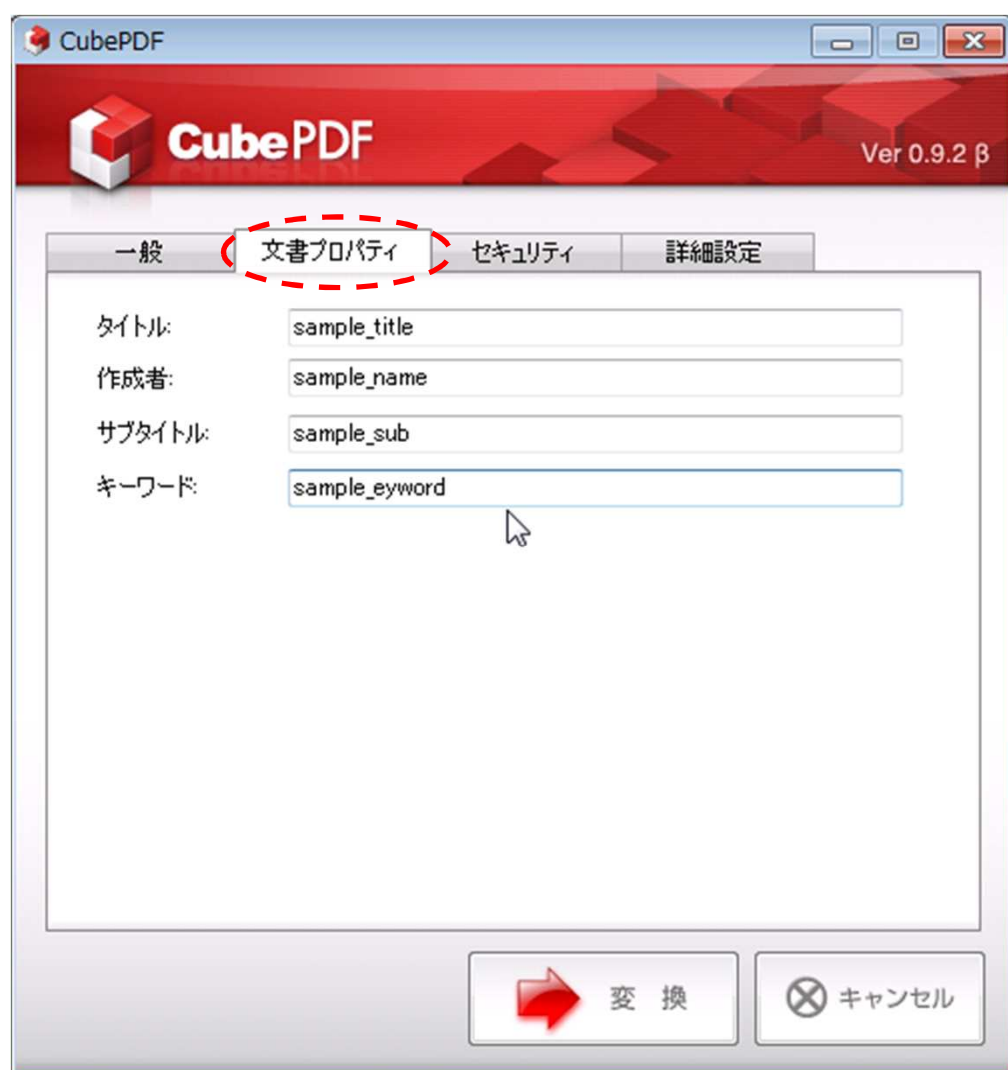 CubePDF
CubePDF
Ver 0.9.2 β
一般 文書プロパティ セキュリティ 詳細設定
タイトル: sample_title
作成者: sample_name
サブタイトル: sample_sub
キーワード: sample_eyword
変換 キャンセル